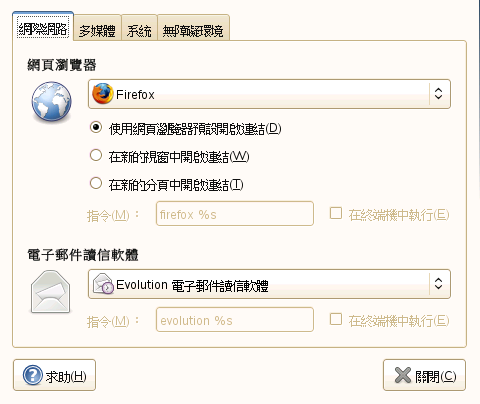 網際網路 多媒體 系統 無障礙環境
網頁瀏覽器
Firefox
使用網頁瀏覽器預設開啟連結(D)
在新的視窗中開啟連結(W)
在新的分頁中開啟連結(T)
指令(M)： firefox %s 在終端機中執行(E)
電子郵件讀信軟體
Evolution 電子郵件讀信軟體
指令(M)： evolution %s 在終端機中執行(E)
求助(H) 關閉(C)